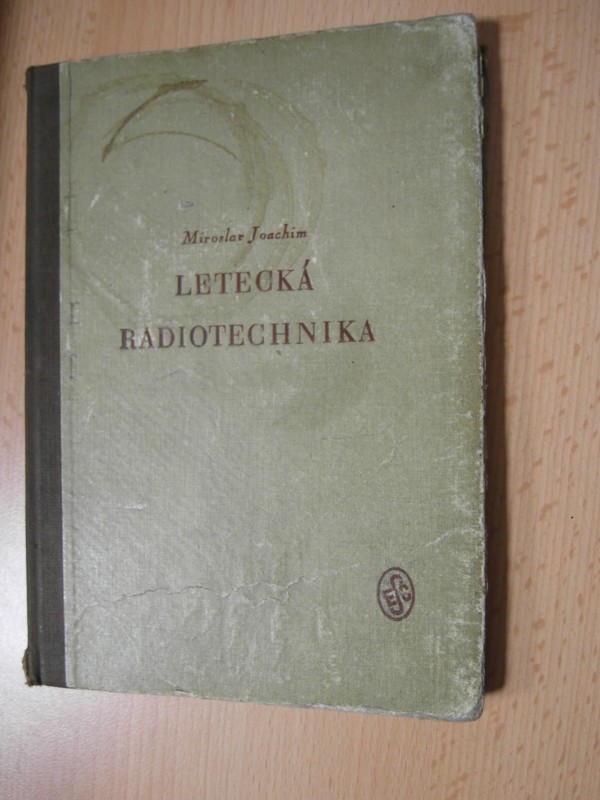 Miroslav Joachim
LETECKÁ
RADIOTECHNIKA